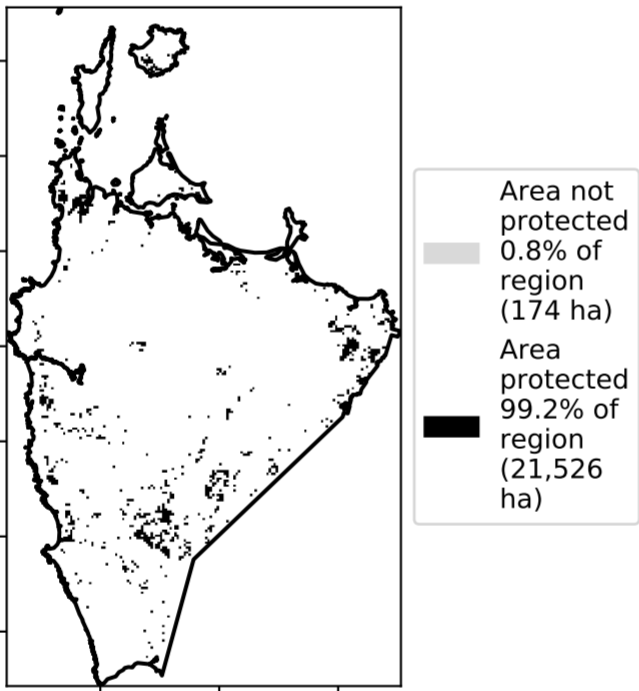 Area not
protected
0.8% of
region
(174 ha)
Area
protected
99.2% of
region
(21,526
ha)